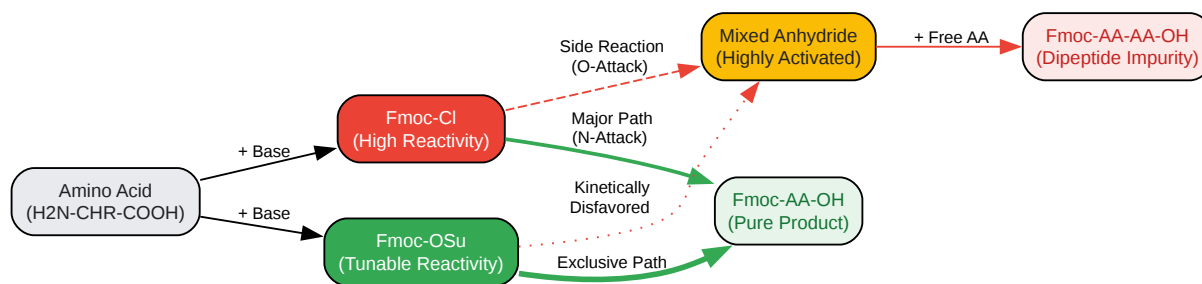 Amino Acid
(H2N-CHR-COOH)
+ Base
+ Base
Fmoc-Cl
(High Reactivity)
Fmoc-OSu
(Tunable Reactivity)
Side Reaction
(O-Attack)
Major Path
(N-Attack)
Kinetically
Disfavored
Exclusive Path
Mixed Anhydride
(Highly Activated)
Fmoc-AA-OH
(Pure Product)
+ Free AA
Fmoc-AA-AA-OH
(Dipeptide Impurity)